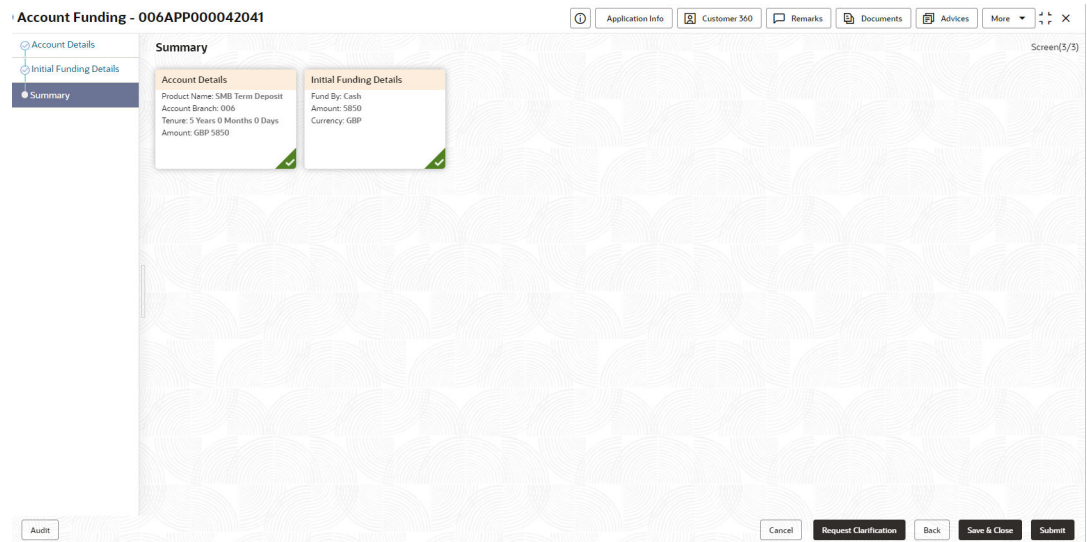 Account Funding - 006APP000042041
Application Info
Customer 360
Remarks
Documents
Advices
More
Account Details
Initial Funding Details
Summary
Summary
Screen(3/3)
Account Details
Product Name: SMB Term Deposit
Account Branch: 006
Tenure: 5 Years 0 Months 0 Days
Amount: GBP 5850
Initial Funding Details
Fund By: Cash
Amount: 5850
Currency: GBP
Audit
Cancel
Request Clarification
Back
Save & Close
Submit